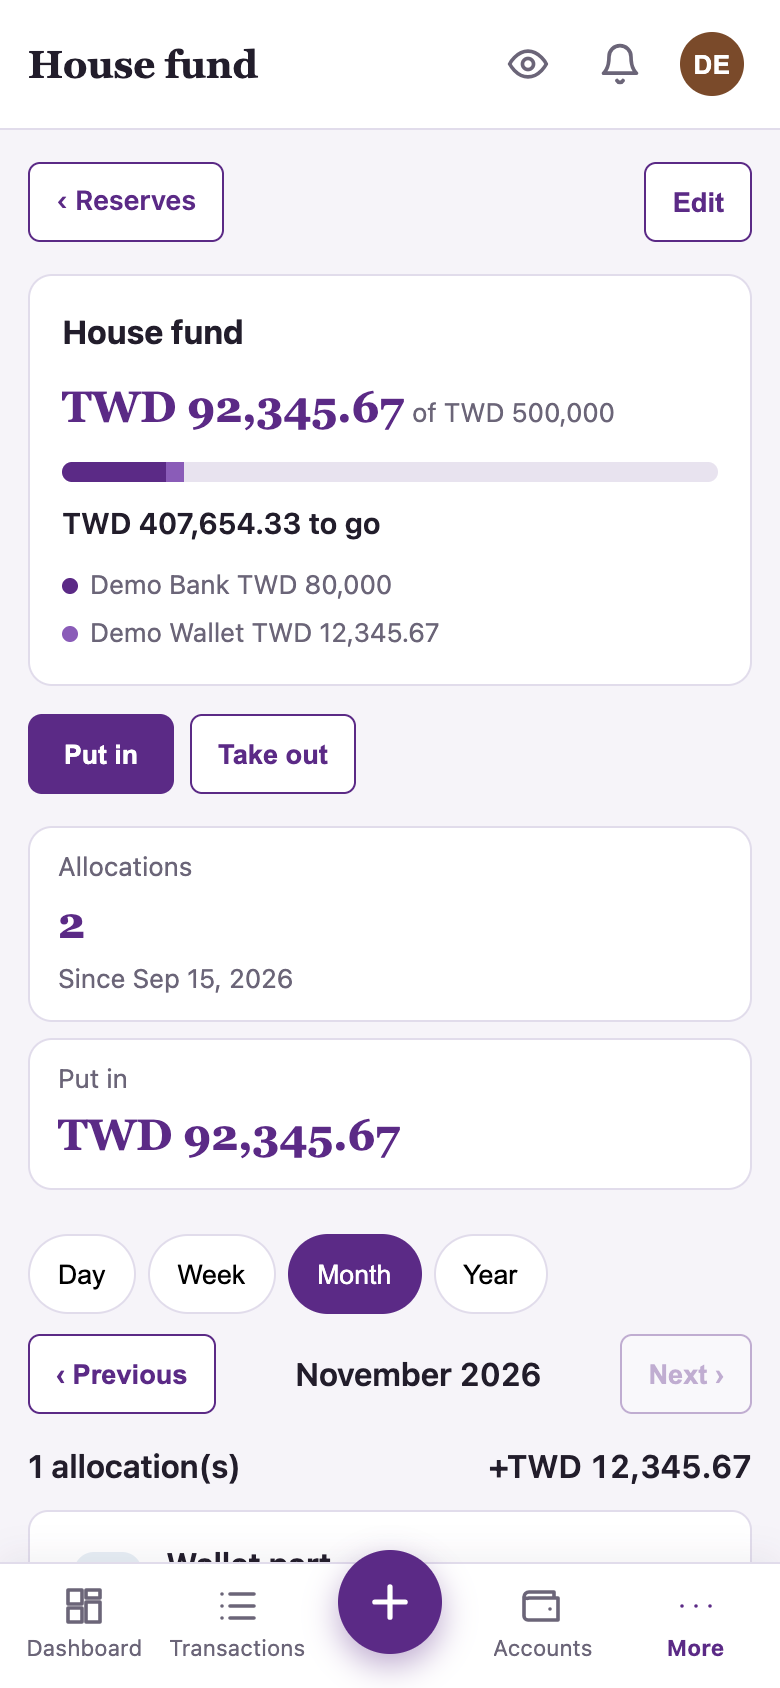 House fund
DE
‹ Reserves
Edit
House fund
TWD 92,345.67 of TWD 500,000
TWD 407,654.33 to go
Demo Bank TWD 80,000
Demo Wallet TWD 12,345.67
Put in
Take out
Allocations
2
Since Sep 15, 2026
Put in
TWD 92,345.67
Day
Week
Month
Year
‹ Previous
November 2026
Next ›
1 allocation(s)
+TWD 12,345.67
Wallet part
Dashboard
Transactions
Accounts
More